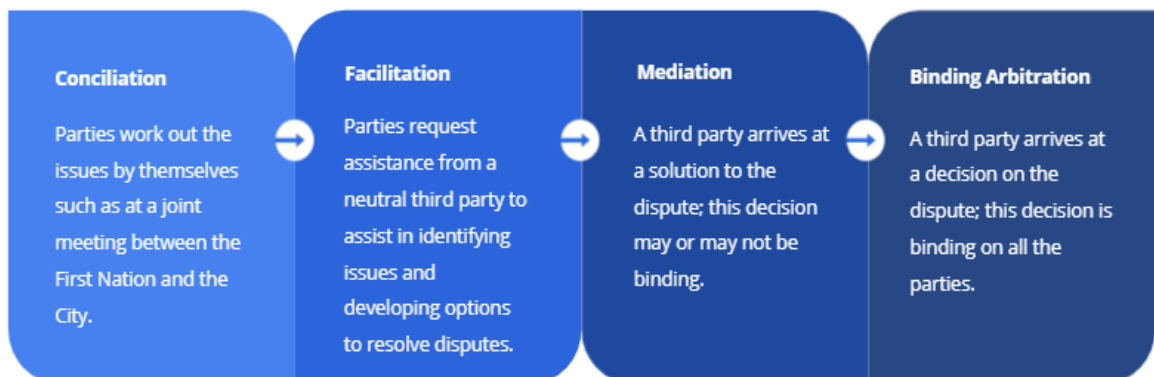 Conciliation
Parties work out the
issues by themselves
such as at a joint
meeting between the
First Nation and the
City.
Facilitation
Parties request
assistance from a
neutral third party to
assist in identifying
issues and
developing options
to resolve disputes.
Mediation
A third party arrives at
a solution to the
dispute; this decision
may or may not be
binding.
Binding Arbitration
A third party arrives at
a decision on the
dispute; this decision is
binding on all the
parties.